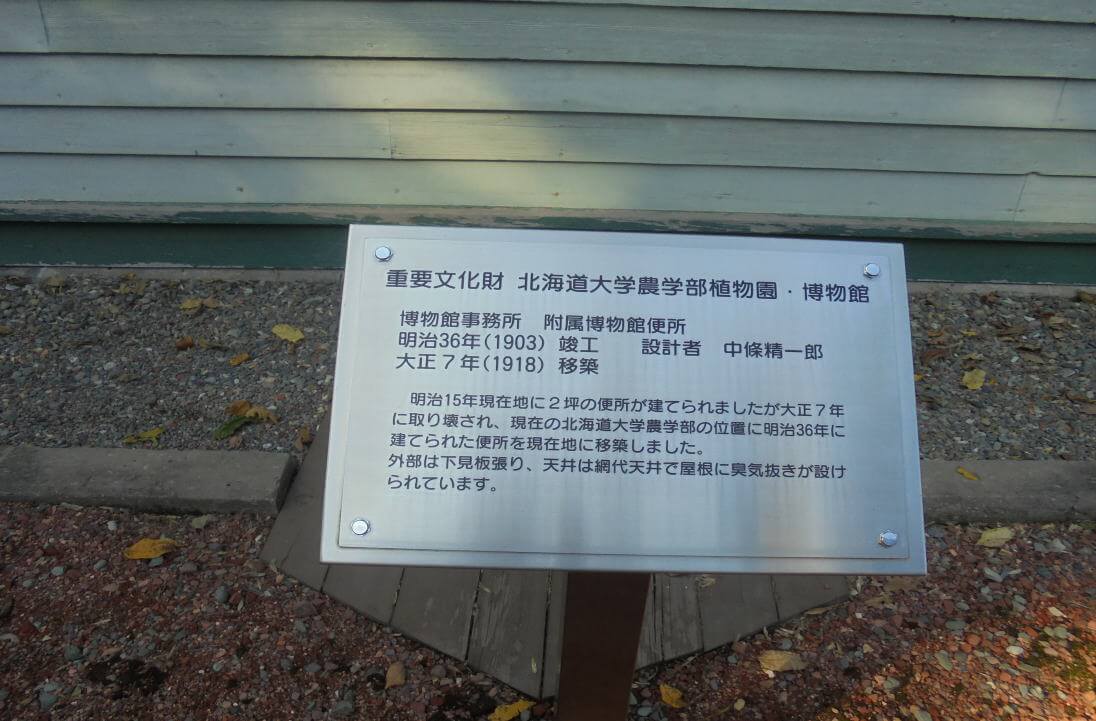 重要文化財 北海道大学農学部植物園・博物館
博物館事務所 附属博物館便所
明治36年(1903) 竣工 設計者 中條精一郎
大正7年(1918) 移築
明治15年現在地に2坪の便所が建てられましたが大正7年
に取り壊され、現在の北海道大学農学部の位置に明治36年に
建てられた便所を現在地に移築しました。
外部は下見板張り、天井は網代天井で屋根に臭気抜きが設け
られています。